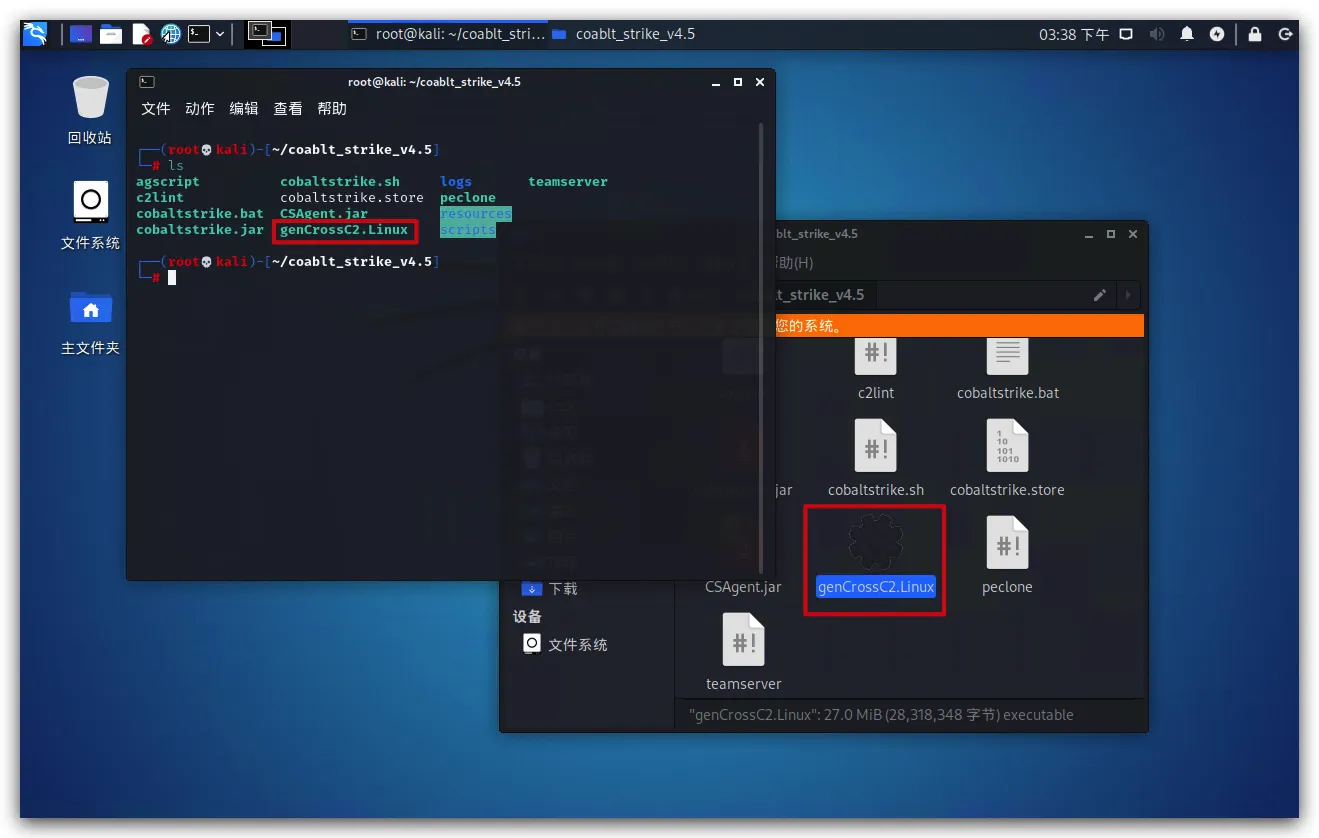 root@kali: ~/coablt_stri...
coablt_strike_v4.5
03:38 下午
回收站
文件系统
主文件夹
root@kali: ~/coablt_strike_v4.5
文件 动作 编辑 查看 帮助
(root💀kali)-[~/coablt_strike_v4.5]
# ls
agscript cobaltstrike.sh logs teamserver
c2lint cobaltstrike.store peclone
cobaltstrike.bat CSAgent.jar resources
cobaltstrike.jar genCrossC2.Linux scripts
(root💀kali)-[~/coablt_strike_v4.5]
#
blt_strike_v4.5
助(H)
t_strike_v4.5
您的系统。
c2lint
cobaltstrike.bat
jar
cobaltstrike.sh
cobaltstrike.store
CSAgent.jar
genCrossC2.Linux
peclone
teamserver
下载
设备
文件系统
"genCrossC2.Linux": 27.0 MiB (28,318,348 字节) executable